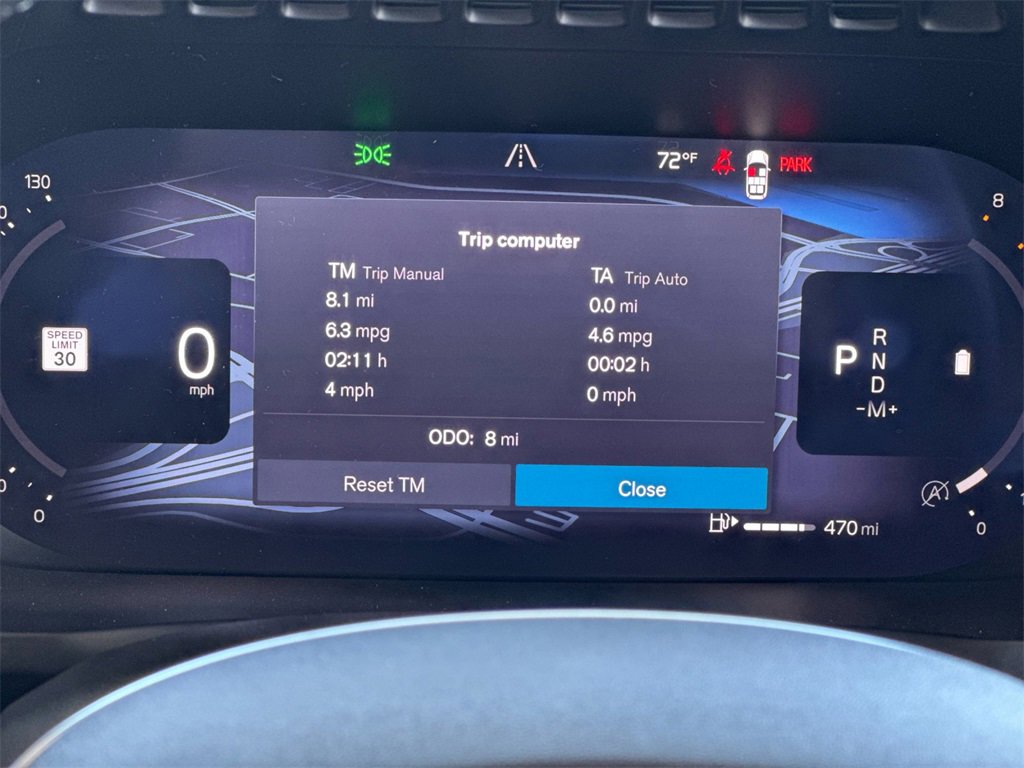 72°F
PARK
130
8
Trip computer
TM Trip Manual
8.1 mi
6.3 mpg
02:11 h
4 mph
TA Trip Auto
0.0 mi
4.6 mpg
00:02 h
0 mph
SPEED
LIMIT
30
0
mph
P
R
N
D
-M+
ODO: 8 mi
Reset TM
Close
A
470 mi
0
0